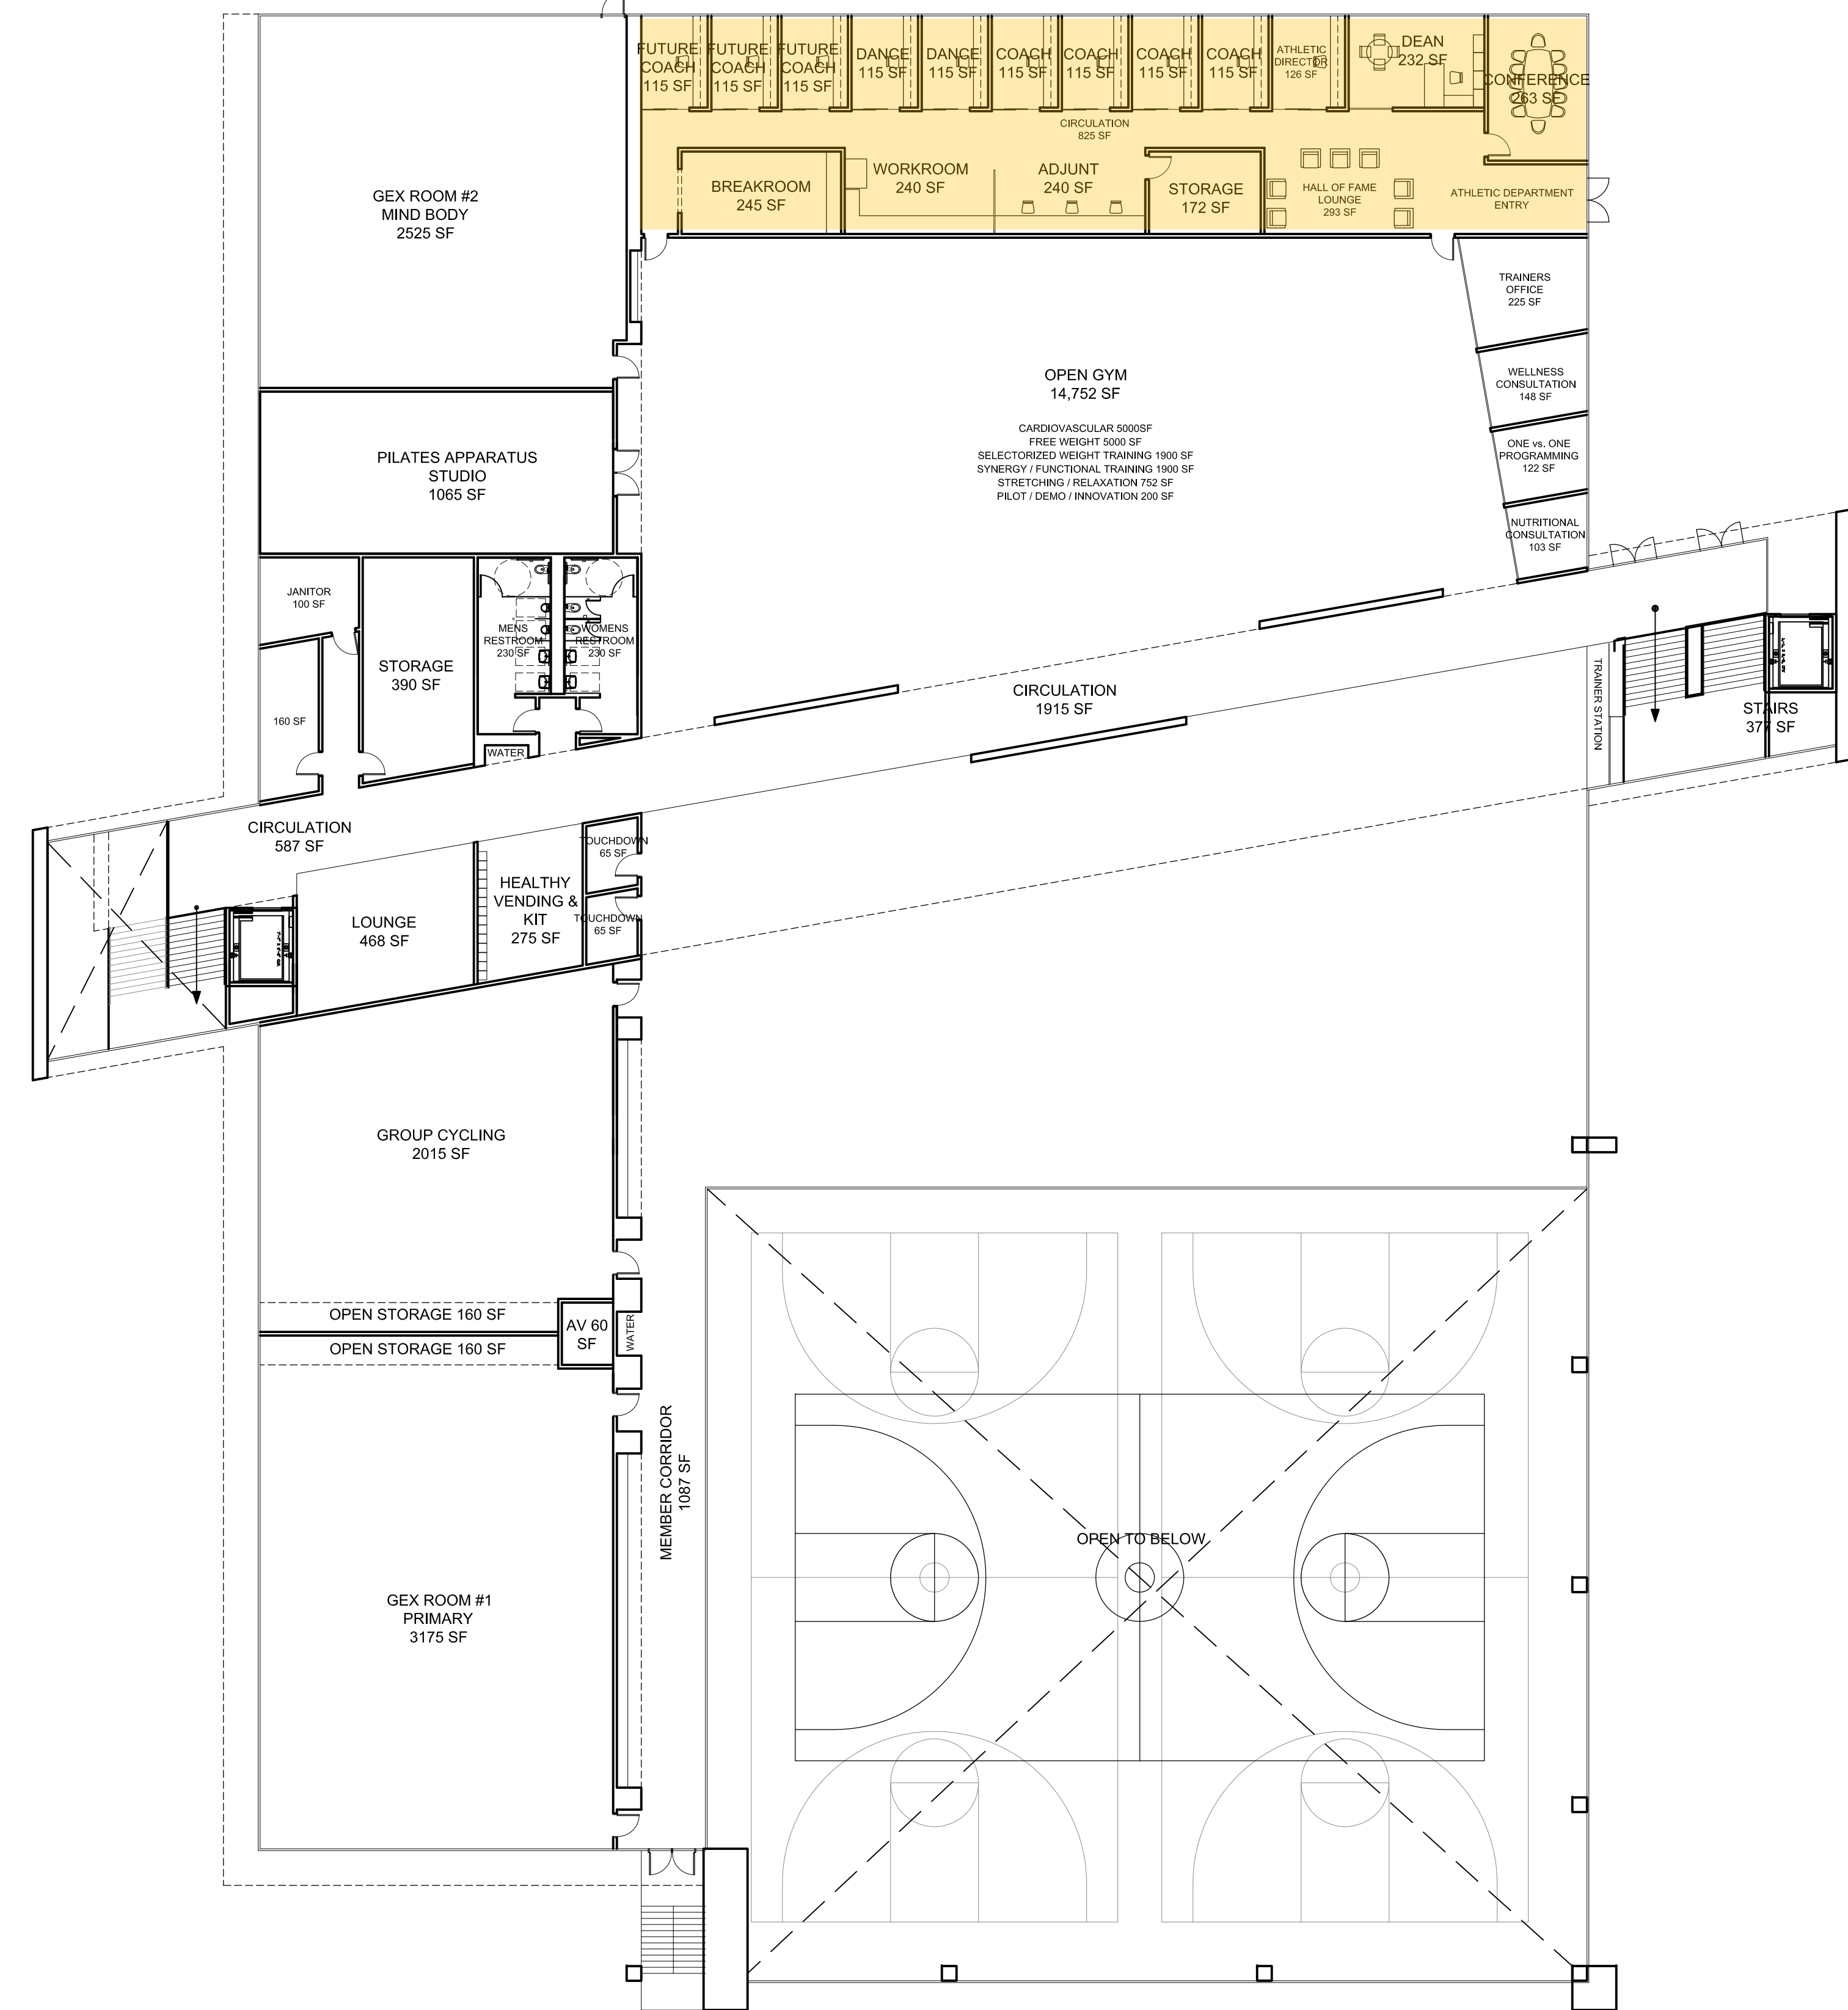 FUTURE
COACH
115 SF
FUTURE
COACH
115 SF
FUTURE
COACH
115 SF
DANCE
115 SF
DANCE
115 SF
COACH
115 SF
COACH
115 SF
COACH
115 SF
COACH
115 SF
ATHLETIC
DIRECTOR
126 SF
DEAN
232 SF
CONFERENCE
263 SF
CIRCULATION
825 SF
BREAKROOM
245 SF
WORKROOM
240 SF
ADJUNT
240 SF
STORAGE
172 SF
HALL OF FAME
LOUNGE
293 SF
ATHLETIC DEPARTMENT
ENTRY
GEX ROOM #2
MIND BODY
2525 SF
TRAINERS
OFFICE
225 SF
WELLNESS
CONSULTATION
148 SF
ONE vs. ONE
PROGRAMMING
122 SF
NUTRITIONAL
CONSULTATION
103 SF
OPEN GYM
14,752 SF
CARDIOVASCULAR 5000SF
FREE WEIGHT 5000 SF
SELECTORIZED WEIGHT TRAINING 1900 SF
SYNERGY / FUNCTIONAL TRAINING 1900 SF
STRETCHING / RELAXATION 752 SF
PILOT / DEMO / INNOVATION 200 SF
PILATES APPARATUS
STUDIO
1065 SF
JANITOR
100 SF
STORAGE
390 SF
MENS
RESTROOM
230 SF
WOMENS
RESTROOM
230 SF
160 SF
WATER
CIRCULATION
1915 SF
TRAINER STATION
STAIRS
377 SF
CIRCULATION
587 SF
LOUNGE
468 SF
HEALTHY
VENDING &
KIT
275 SF
TOUCHDOWN
65 SF
TOUCHDOWN
65 SF
GROUP CYCLING
2015 SF
OPEN STORAGE 160 SF
OPEN STORAGE 160 SF
AV 60
SF
WATER
MEMBER CORRIDOR
1087 SF
OPEN TO BELOW
GEX ROOM #1
PRIMARY
3175 SF